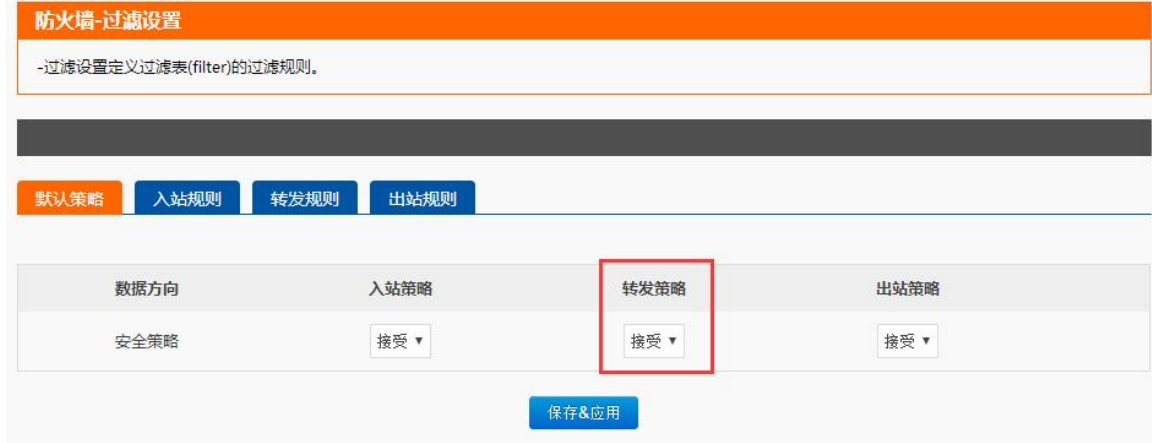 防火墙-过滤设置
-过滤设置定义过滤表(filter)的过滤规则。
默认策略 入站规则 转发规则 出站规则
数据方向 入站策略 转发策略 出站策略
安全策略 接受 接受 接受
保存&应用